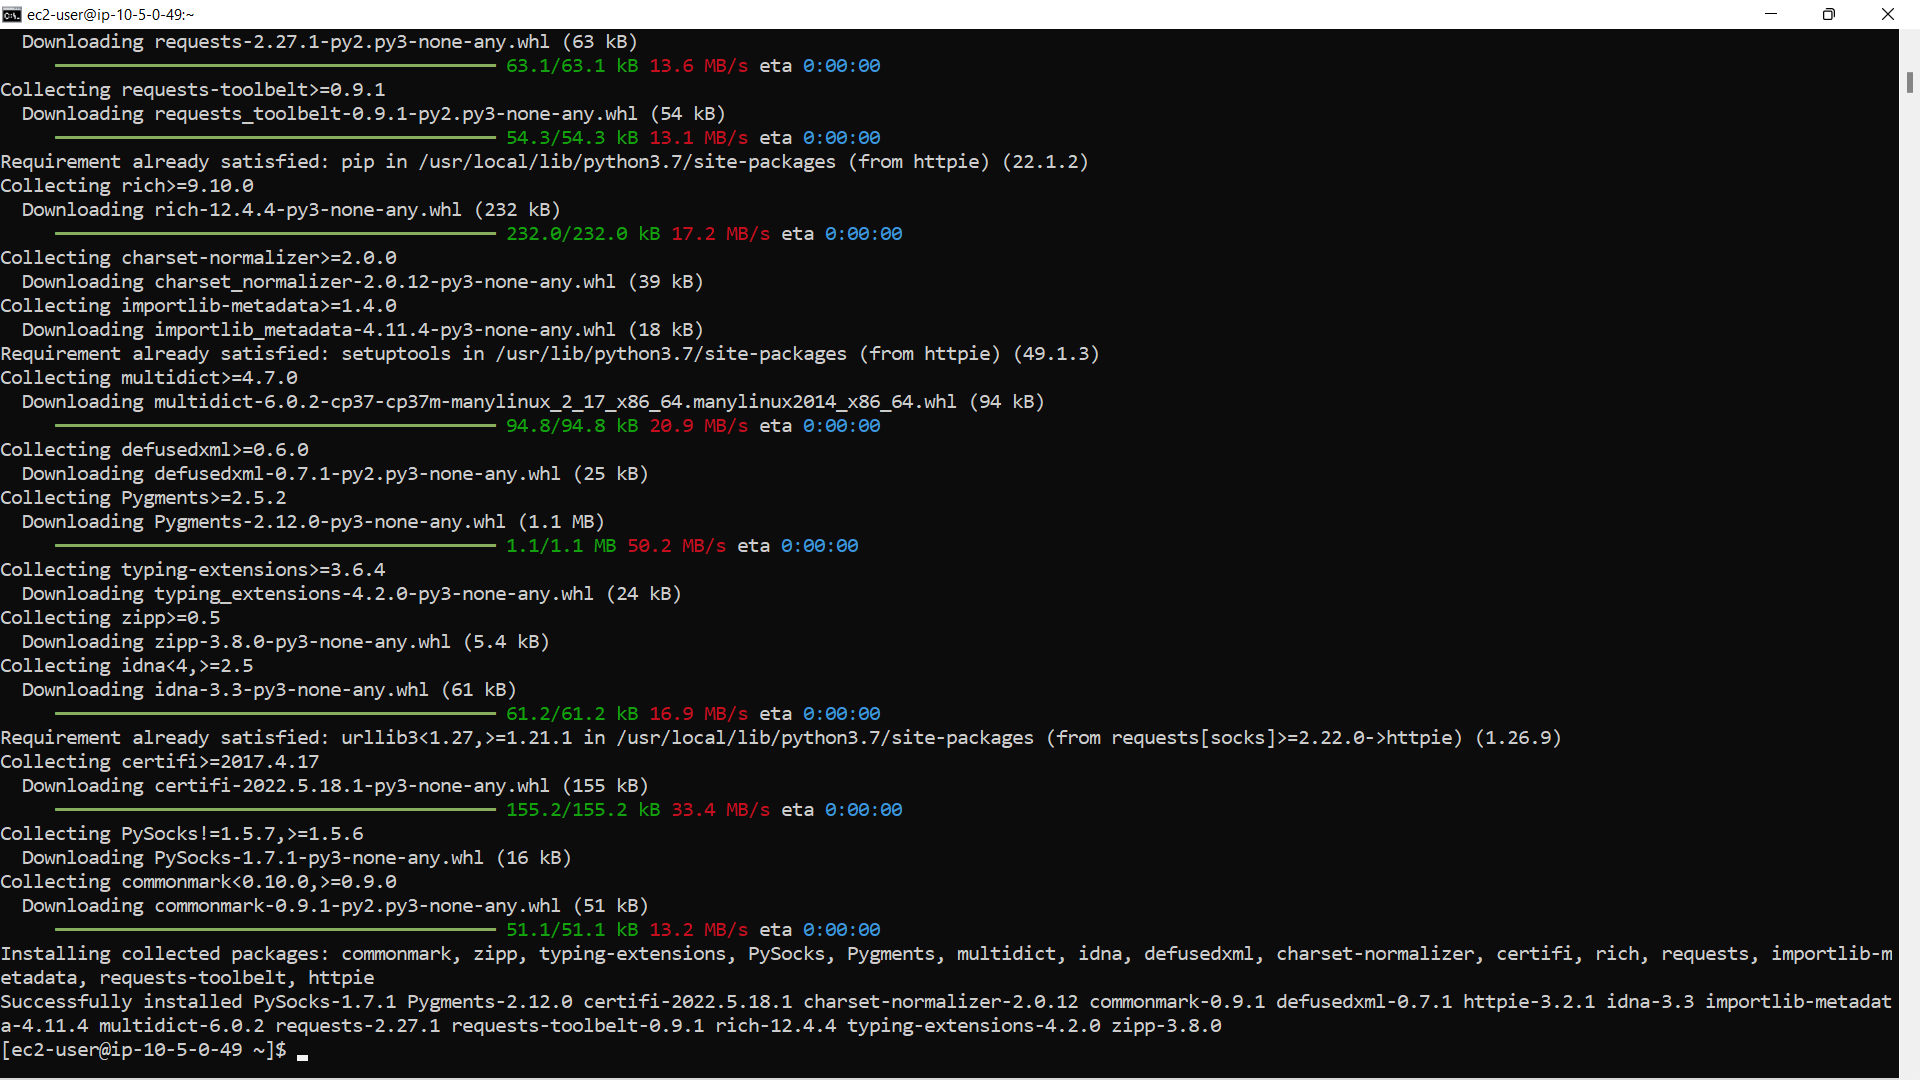 ec2-user@ip-10-5-0-49:~
Downloading requests-2.27.1-py2.py3-none-any.whl (63 kB)
63.1/63.1 kB 13.6 MB/s eta 0:00:00
Collecting requests-toolbelt>=0.9.1
Downloading requests_toolbelt-0.9.1-py2.py3-none-any.whl (54 kB)
54.3/54.3 kB 13.1 MB/s eta 0:00:00
Requirement already satisfied: pip in /usr/local/lib/python3.7/site-packages (from httpie) (22.1.2)
Collecting rich>=9.10.0
Downloading rich-12.4.4-py3-none-any.whl (232 kB)
232.0/232.0 kB 17.2 MB/s eta 0:00:00
Collecting charset-normalizer>=2.0.0
Downloading charset_normalizer-2.0.12-py3-none-any.whl (39 kB)
Collecting importlib-metadata>=1.4.0
Downloading importlib_metadata-4.11.4-py3-none-any.whl (18 kB)
Requirement already satisfied: setuptools in /usr/lib/python3.7/site-packages (from httpie) (49.1.3)
Collecting multidict>=4.7.0
Downloading multidict-6.0.2-cp37-cp37m-manylinux_2_17_x86_64.manylinux2014_x86_64.whl (94 kB)
94.8/94.8 kB 20.9 MB/s eta 0:00:00
Collecting defusedxml>=0.6.0
Downloading defusedxml-0.7.1-py2.py3-none-any.whl (25 kB)
Collecting Pygments>=2.5.2
Downloading Pygments-2.12.0-py3-none-any.whl (1.1 MB)
1.1/1.1 MB 50.2 MB/s eta 0:00:00
Collecting typing-extensions>=3.6.4
Downloading typing_extensions-4.2.0-py3-none-any.whl (24 kB)
Collecting zipp>=0.5
Downloading zipp-3.8.0-py3-none-any.whl (5.4 kB)
Collecting idna<4,>=2.5
Downloading idna-3.3-py3-none-any.whl (61 kB)
61.2/61.2 kB 16.9 MB/s eta 0:00:00
Requirement already satisfied: urllib3<1.27,>=1.21.1 in /usr/local/lib/python3.7/site-packages (from requests[socks]>=2.22.0->httpie) (1.26.9)
Collecting certifi>=2017.4.17
Downloading certifi-2022.5.18.1-py3-none-any.whl (155 kB)
155.2/155.2 kB 33.4 MB/s eta 0:00:00
Collecting PySocks!=1.5.7,>=1.5.6
Downloading PySocks-1.7.1-py3-none-any.whl (16 kB)
Collecting commonmark<0.10.0,>=0.9.0
Downloading commonmark-0.9.1-py2.py3-none-any.whl (51 kB)
51.1/51.1 kB 13.2 MB/s eta 0:00:00
Installing collected packages: commonmark, zipp, typing-extensions, PySocks, Pygments, multidict, idna, defusedxml, charset-normalizer, certifi, rich, requests, importlib-m
etadata, requests-toolbelt, httpie
Successfully installed PySocks-1.7.1 Pygments-2.12.0 certifi-2022.5.18.1 charset-normalizer-2.0.12 commonmark-0.9.1 defusedxml-0.7.1 httpie-3.2.1 idna-3.3 importlib-metadat
a-4.11.4 multidict-6.0.2 requests-2.27.1 requests-toolbelt-0.9.1 rich-12.4.4 typing-extensions-4.2.0 zipp-3.8.0
[ec2-user@ip-10-5-0-49 ~]$